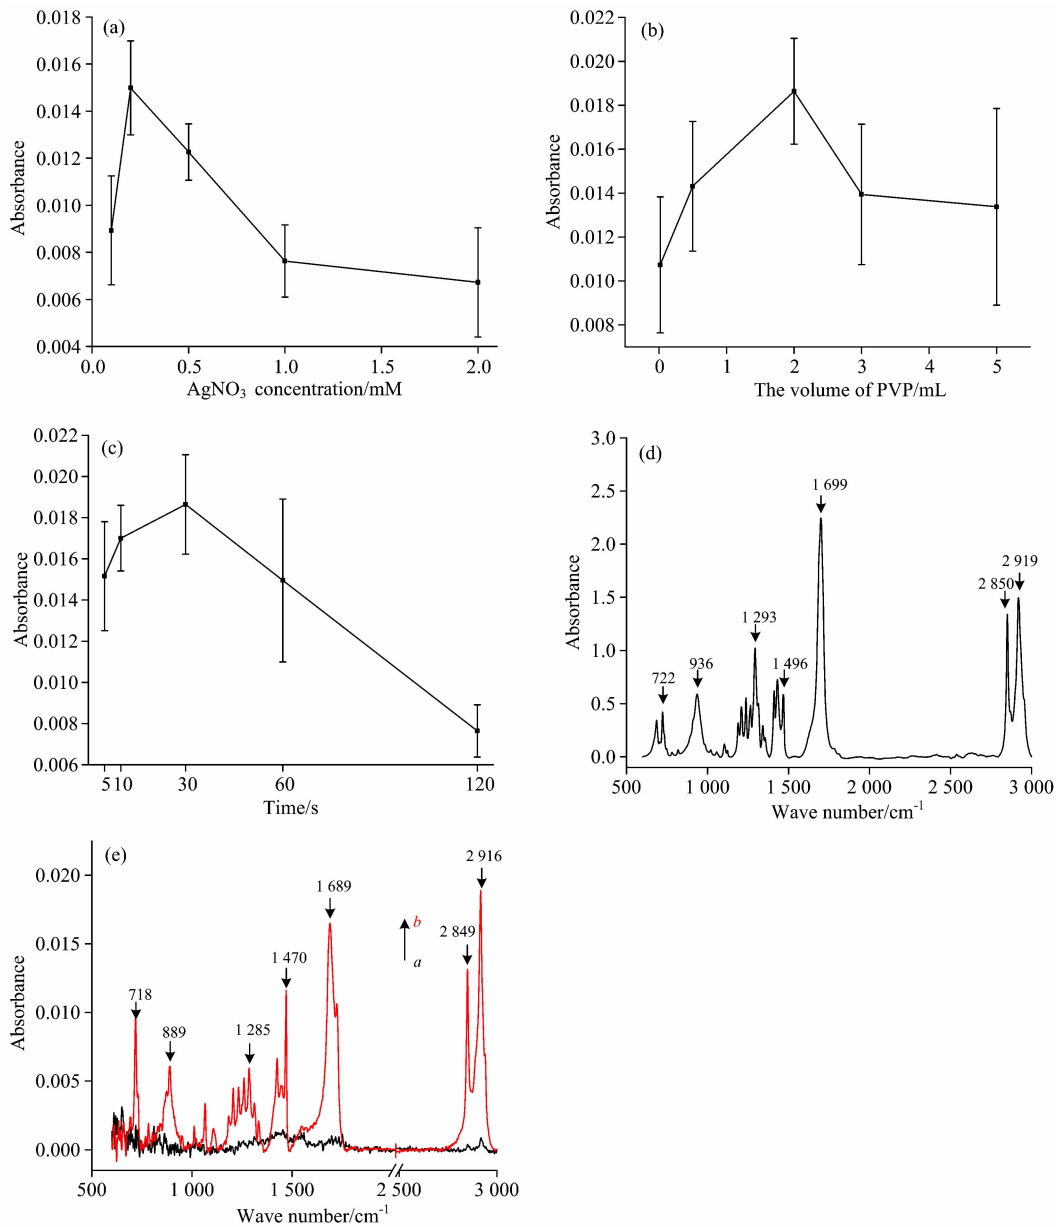 (a)
0.018
0.016
0.014
0.012
0.010
0.008
0.006
0.004
0.0 0.5 1.0 1.5 2.0
Absorbance
AgNO3 concentration/mM
(b)
0.022
0.020
0.018
0.016
0.014
0.012
0.010
0.008
0 1 2 3 4 5
Absorbance
The volume of PVP/mL
(c)
0.022
0.020
0.018
0.016
0.014
0.012
0.010
0.008
0.006
5 10 30 60 120
Absorbance
Time/s
(d)
3.0
2.5
2.0
1.5
1.0
0.5
0.0
500 1 000 1 500 2 000 2 500 3 000
Absorbance
Wave number/cm-1
722
936
1 293
1 496
1 699
2 850
2 919
(e)
0.020
0.015
0.010
0.005
0.000
500 1 000 1 500 2 500 3 000
Absorbance
Wave number/cm-1
718
889
1 285
1 470
1 689
b
a
2 849
2 916